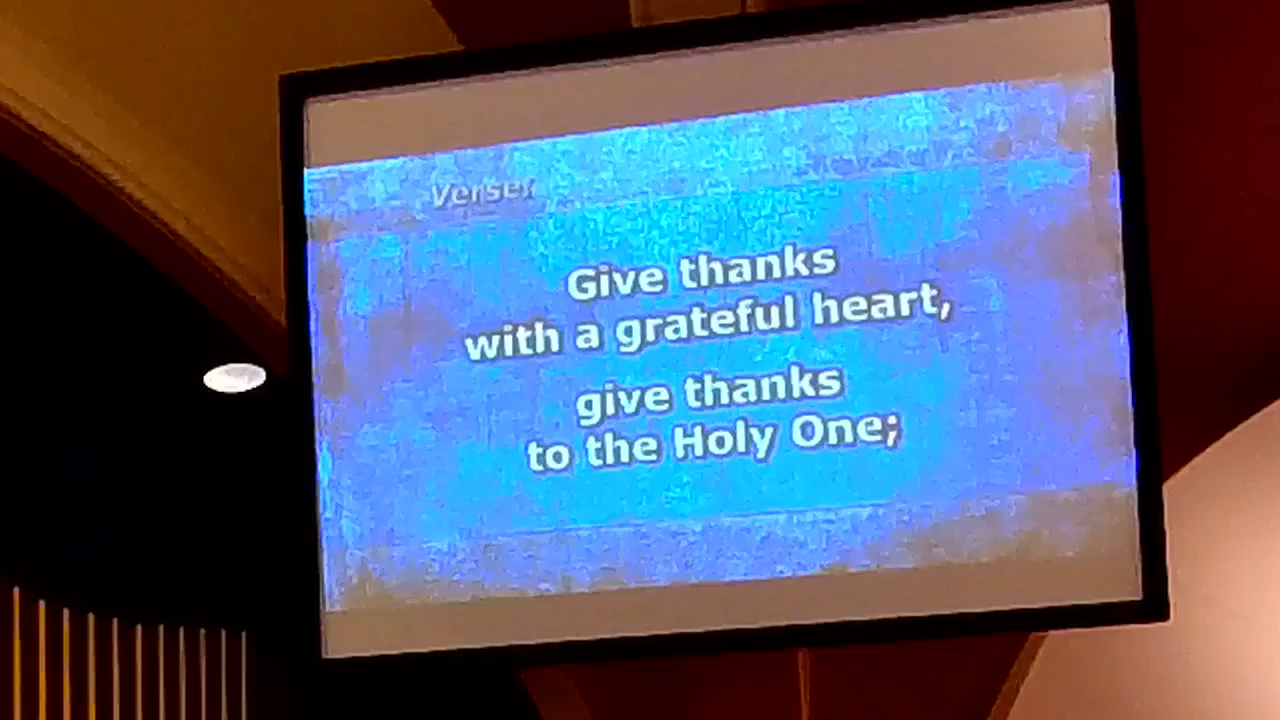 Verse
Give thanks
with a grateful heart,
give thanks
to the Holy One;